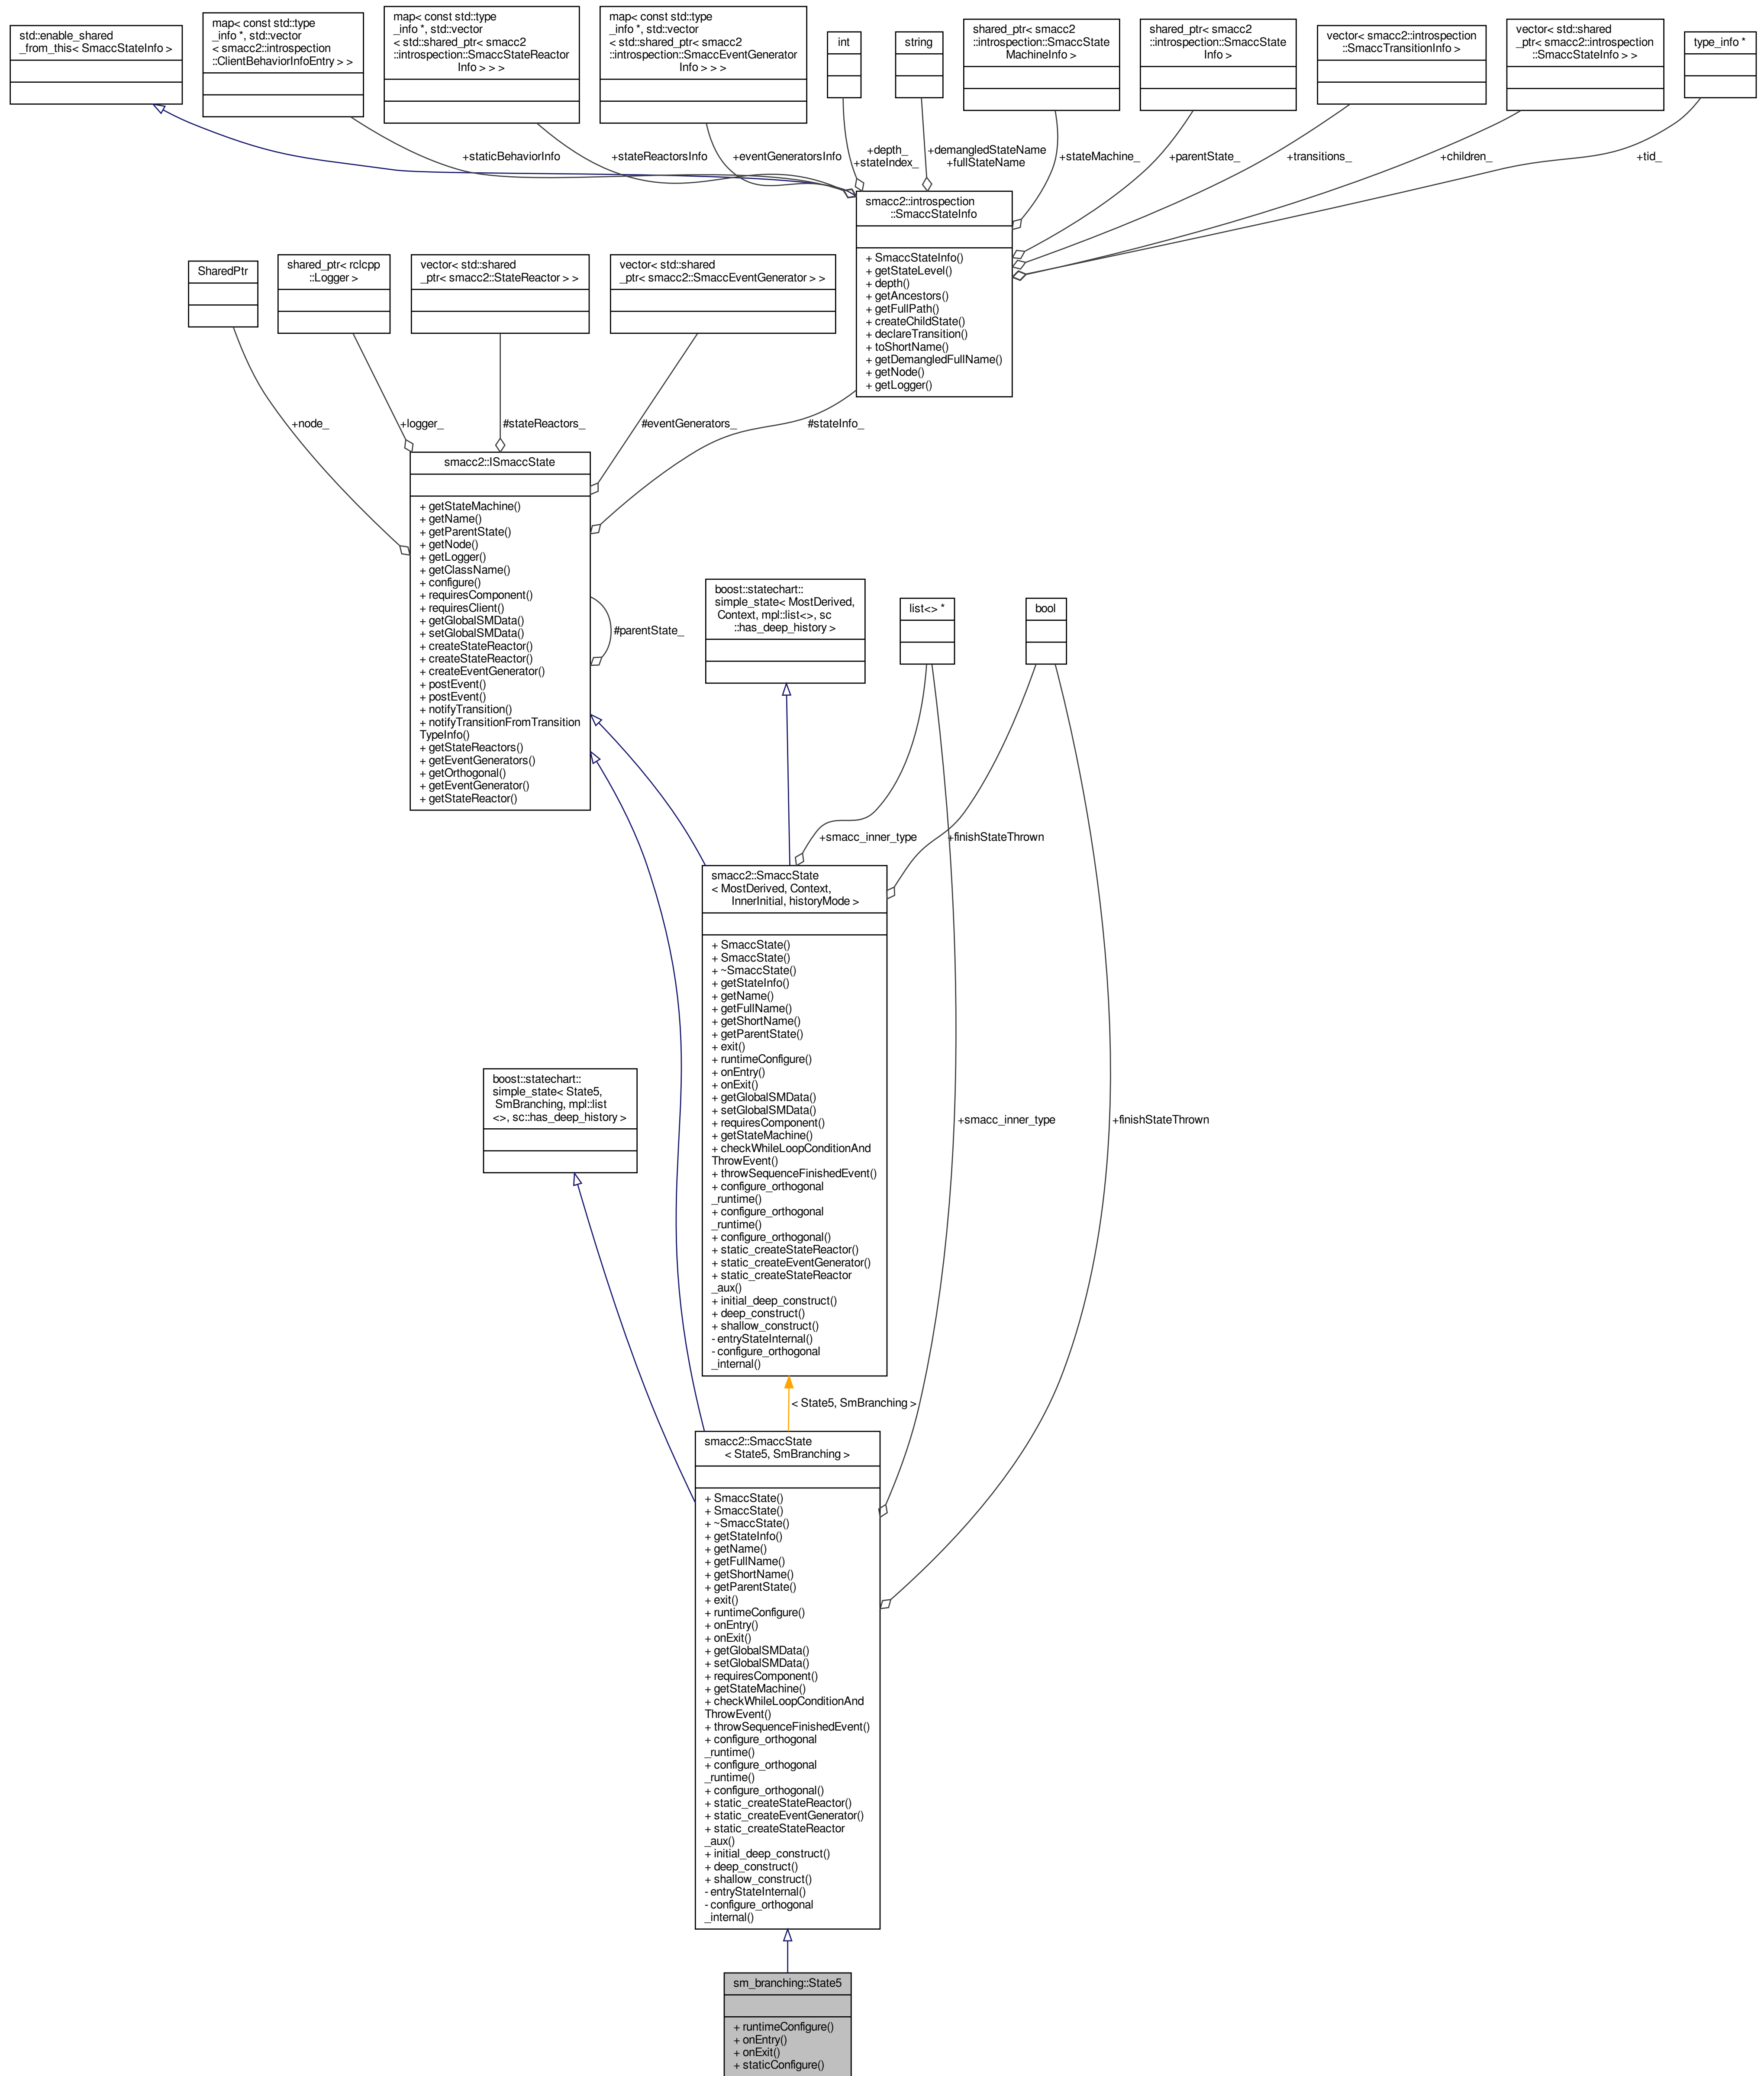 std::enable_shared
_from_this< SmaccStateInfo >
map< const std::type
_info *, std::vector
< smacc2::introspection
::ClientBehaviorInfoEntry > >
map< const std::type
_info *, std::vector
< std::shared_ptr< smacc2
::introspection::SmaccStateReactor
Info > > >
map< const std::type
_info *, std::vector
< std::shared_ptr< smacc2
::introspection::SmaccEventGenerator
Info > > >
int
string
shared_ptr< smacc2
::introspection::SmaccState
MachineInfo >
shared_ptr< smacc2
::introspection::SmaccState
Info >
vector< smacc2::introspection
::SmaccTransitionInfo >
vector< std::shared
_ptr< smacc2::introspection
::SmaccStateInfo > >
type_info *
+staticBehaviorInfo
+stateReactorsInfo
+eventGeneratorsInfo
+depth_
+stateIndex_
+demangledStateName
+fullStateName
+stateMachine_
+parentState_
+transitions_
+children_
+tid_
smacc2::introspection
::SmaccStateInfo
+ SmaccStateInfo()
+ getStateLevel()
+ depth()
+ getAncestors()
+ getFullPath()
+ createChildState()
+ declareTransition()
+ toShortName()
+ getDemangledFullName()
+ getNode()
+ getLogger()
SharedPtr
shared_ptr< rclcpp
::Logger >
vector< std::shared
_ptr< smacc2::StateReactor > >
vector< std::shared
_ptr< smacc2::SmaccEventGenerator > >
+node_
+logger_
#stateReactors_
#eventGenerators_
#stateInfo_
smacc2::ISmaccState
+ getStateMachine()
+ getName()
+ getParentState()
+ getNode()
+ getLogger()
+ getClassName()
+ configure()
+ requiresComponent()
+ requiresClient()
+ getGlobalSMData()
+ setGlobalSMData()
+ createStateReactor()
+ createStateReactor()
+ createEventGenerator()
+ postEvent()
+ postEvent()
+ notifyTransition()
+ notifyTransitionFromTransition
TypeInfo()
+ getStateReactors()
+ getEventGenerators()
+ getOrthogonal()
+ getEventGenerator()
+ getStateReactor()
#parentState_
boost::statechart::
simple_state< MostDerived,
Context, mpl::list<>, sc
::has_deep_history >
list<> *
bool
+smacc_inner_type
+finishStateThrown
smacc2::SmaccState
< MostDerived, Context,
InnerInitial, historyMode >
+ SmaccState()
+ SmaccState()
+ ~SmaccState()
+ getStateInfo()
+ getName()
+ getFullName()
+ getShortName()
+ getParentState()
+ exit()
+ runtimeConfigure()
+ onEntry()
+ onExit()
+ getGlobalSMData()
+ setGlobalSMData()
+ requiresComponent()
+ getStateMachine()
+ checkWhileLoopConditionAnd
ThrowEvent()
+ throwSequenceFinishedEvent()
+ configure_orthogonal
_runtime()
+ configure_orthogonal
_runtime()
+ configure_orthogonal()
+ static_createStateReactor()
+ static_createEventGenerator()
+ static_createStateReactor
_aux()
+ initial_deep_construct()
+ deep_construct()
+ shallow_construct()
- entryStateInternal()
- configure_orthogonal
_internal()
boost::statechart::
simple_state< State5,
SmBranching, mpl::list
<>, sc::has_deep_history >
+smacc_inner_type
+finishStateThrown
< State5, SmBranching >
smacc2::SmaccState
< State5, SmBranching >
+ SmaccState()
+ SmaccState()
+ ~SmaccState()
+ getStateInfo()
+ getName()
+ getFullName()
+ getShortName()
+ getParentState()
+ exit()
+ runtimeConfigure()
+ onEntry()
+ onExit()
+ getGlobalSMData()
+ setGlobalSMData()
+ requiresComponent()
+ getStateMachine()
+ checkWhileLoopConditionAnd
ThrowEvent()
+ throwSequenceFinishedEvent()
+ configure_orthogonal
_runtime()
+ configure_orthogonal
_runtime()
+ configure_orthogonal()
+ static_createStateReactor()
+ static_createEventGenerator()
+ static_createStateReactor
_aux()
+ initial_deep_construct()
+ deep_construct()
+ shallow_construct()
- entryStateInternal()
- configure_orthogonal
_internal()
sm_branching::State5
+ runtimeConfigure()
+ onEntry()
+ onExit()
+ staticConfigure()